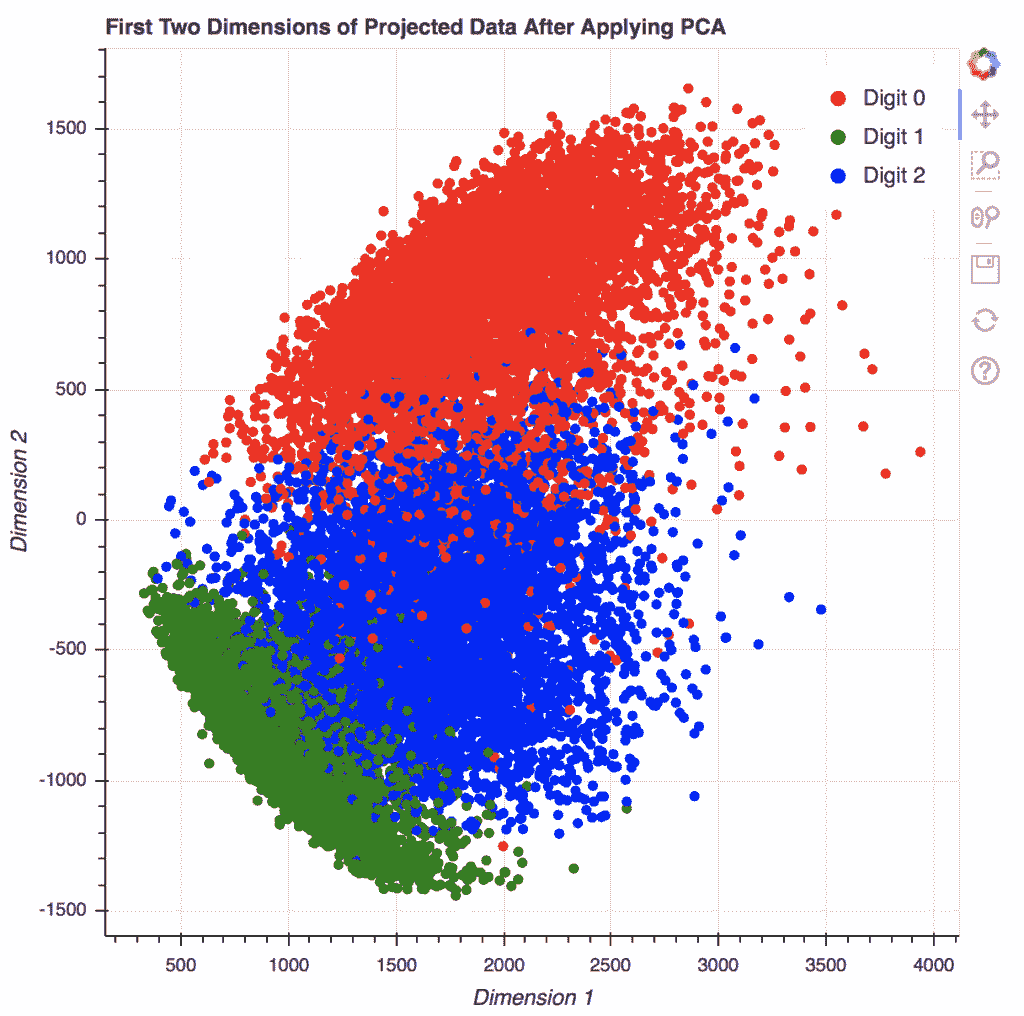 First Two Dimensions of Projected Data After Applying PCA
Digit 0
Digit 1
Digit 2
1500
1000
500
0
-500
-1000
-1500
Dimension 2
500 1000 1500 2000 2500 3000 3500 4000
Dimension 1
?